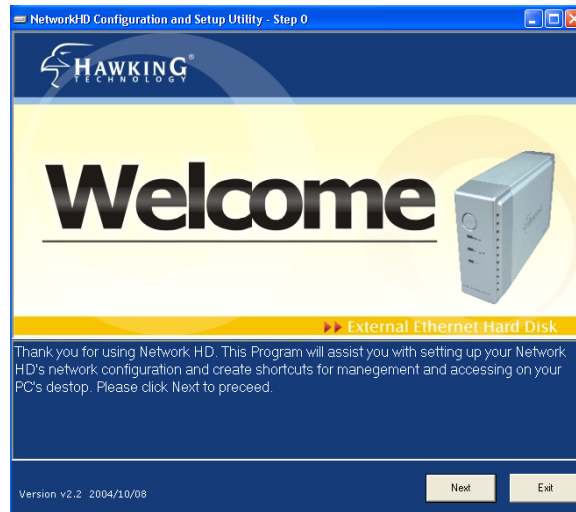 NetworkHD Configuration and Setup Utility - Step 0
HAWKING®
TECHNOLOGY
Welcome
External Ethernet Hard Disk
Thank you for using Network HD. This Program will assist you with setting up your Network
HD's network configuration and create shortcuts for manegement and accessing on your
PC's destop. Please click Next to preceed.
Version v2.2 2004/10/08
Next
Exit